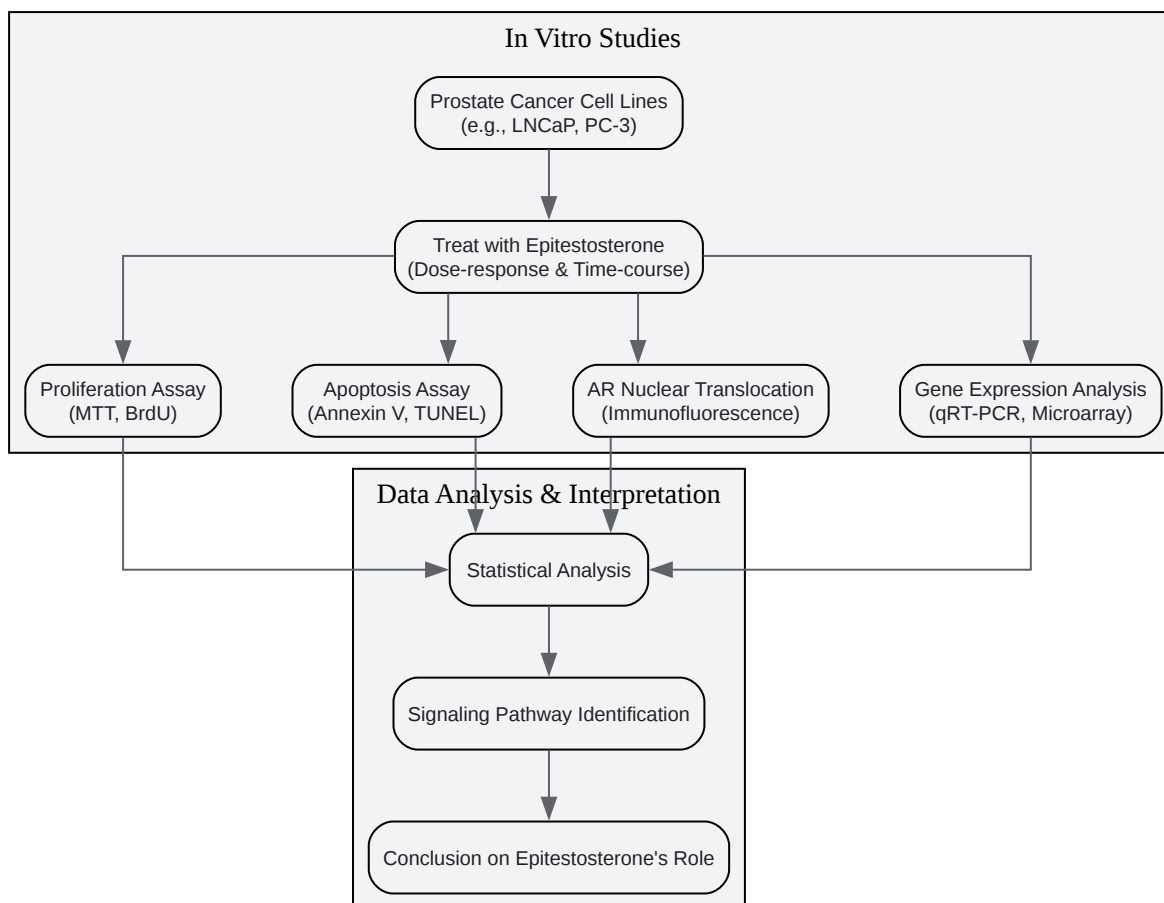 In Vitro Studies
Prostate Cancer Cell Lines
(e.g., LNCaP, PC-3)
Treat with Epitestosterone
(Dose-response & Time-course)
Proliferation Assay
(MTT, BrdU)
Apoptosis Assay
(Annexin V, TUNEL)
AR Nuclear Translocation
(Immunofluorescence)
Gene Expression Analysis
(qRT-PCR, Microarray)
Data Analysis & Interpretation
Statistical Analysis
Signaling Pathway Identification
Conclusion on Epitestosterone's Role